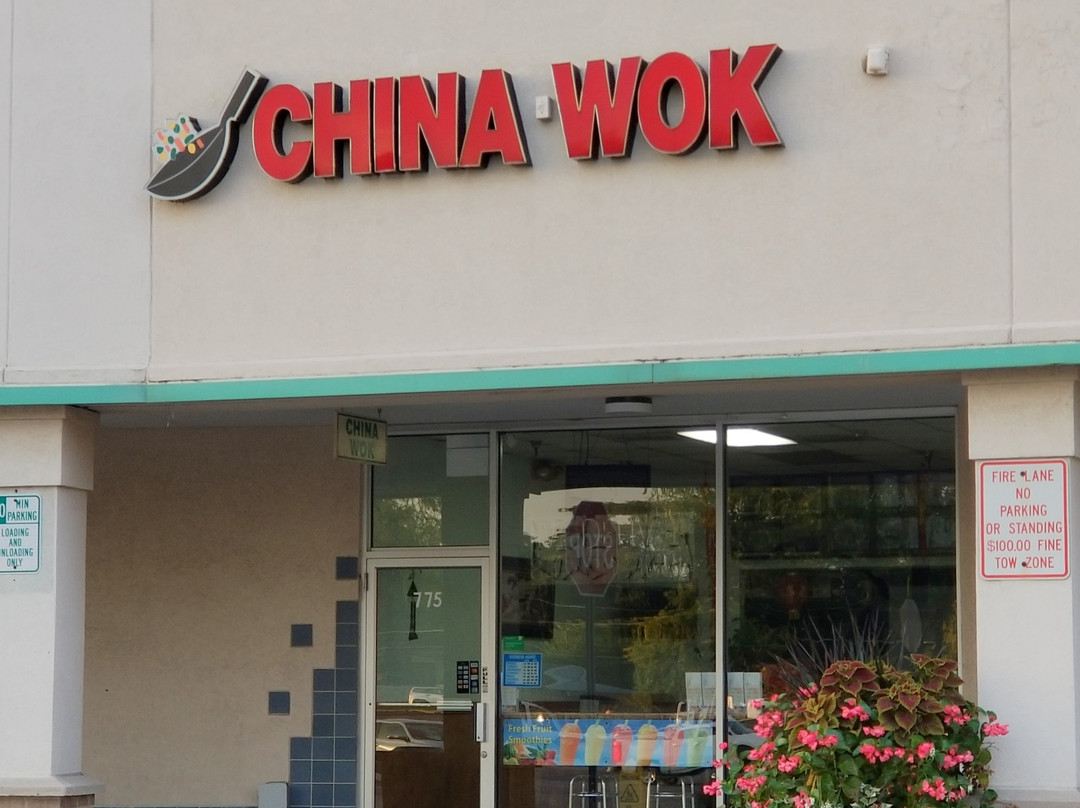 CHINA WOK
CHINA
WOK
FIRE LANE
NO
PARKING
OR STANDING
$100.00 FINE
TOW ZONE
MIN
PARKING
LOADING
AND
UNLOADING
ONLY
STOP
775
Fresh Fruit
Smoothies